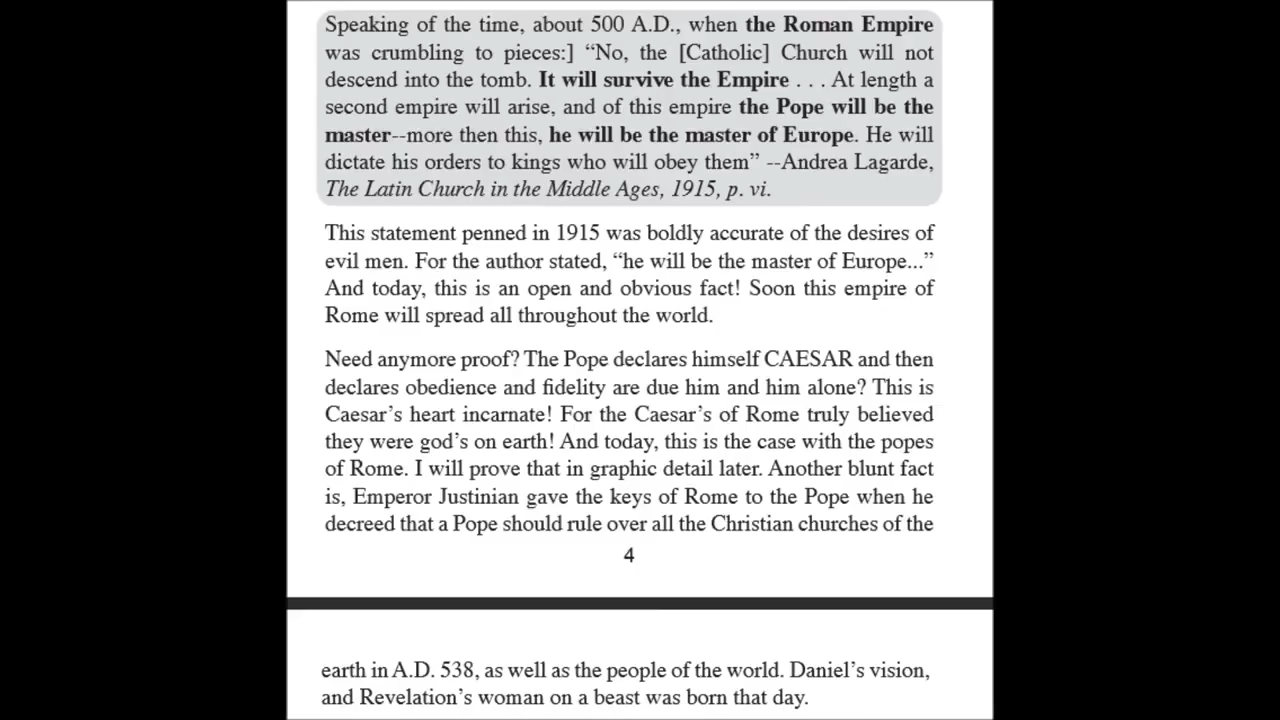 Speaking of the time, about 500 A.D., when the Roman Empire
was crumbling to pieces:] “No, the [Catholic] Church will not
descend into the tomb. It will survive the Empire . . . At length a
second empire will arise, and of this empire the Pope will be the
master--more then this, he will be the master of Europe. He will
dictate his orders to kings who will obey them” --Andrea Lagarde,
The Latin Church in the Middle Ages, 1915, p. vi.
This statement penned in 1915 was boldly accurate of the desires of
evil men. For the author stated, “he will be the master of Europe...”
And today, this is an open and obvious fact! Soon this empire of
Rome will spread all throughout the world.
Need anymore proof? The Pope declares himself CAESAR and then
declares obedience and fidelity are due him and him alone? This is
Caesar’s heart incarnate! For the Caesar’s of Rome truly believed
they were god’s on earth! And today, this is the case with the popes
of Rome. I will prove that in graphic detail later. Another blunt fact
is, Emperor Justinian gave the keys of Rome to the Pope when he
decreed that a Pope should rule over all the Christian churches of the
4
earth in A.D. 538, as well as the people of the world. Daniel’s vision,
and Revelation’s woman on a beast was born that day.